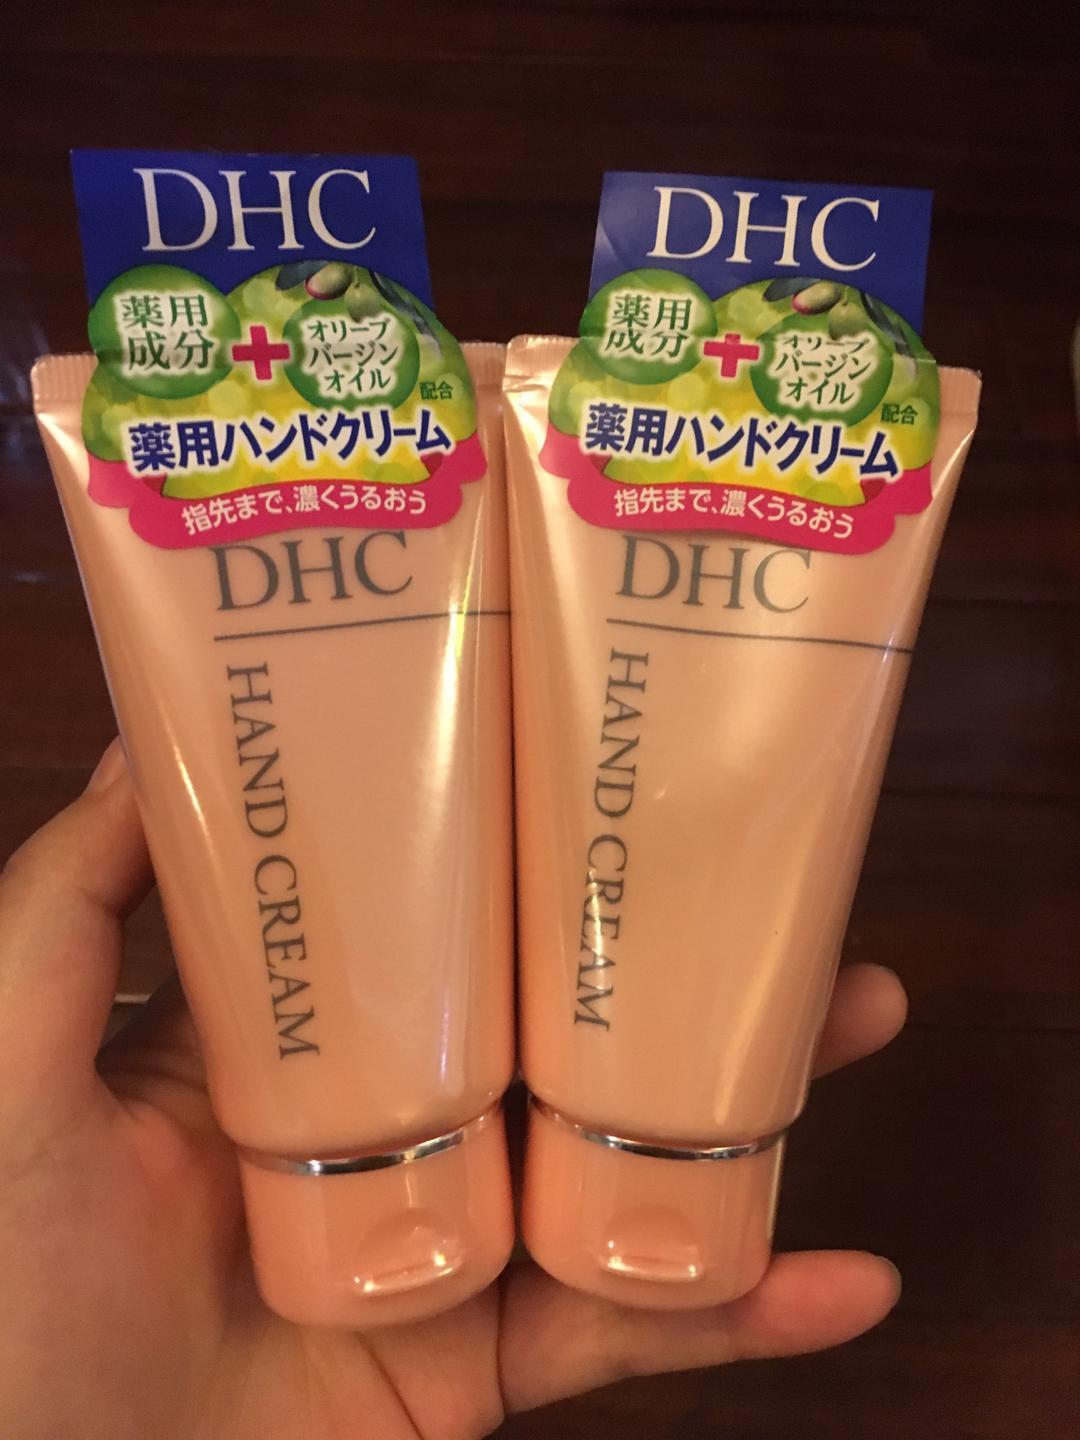 DHC
薬用
成分
+
オリーブ
バージン
オイル
配合
薬用ハンドクリーム
指先まで、濃くうるおう
DHC
HAND CREAM
DHC
薬用
成分
+
オリーブ
バージン
オイル
配合
薬用ハンドクリーム
指先まで、濃くうるおう
DHC
HAND CREAM